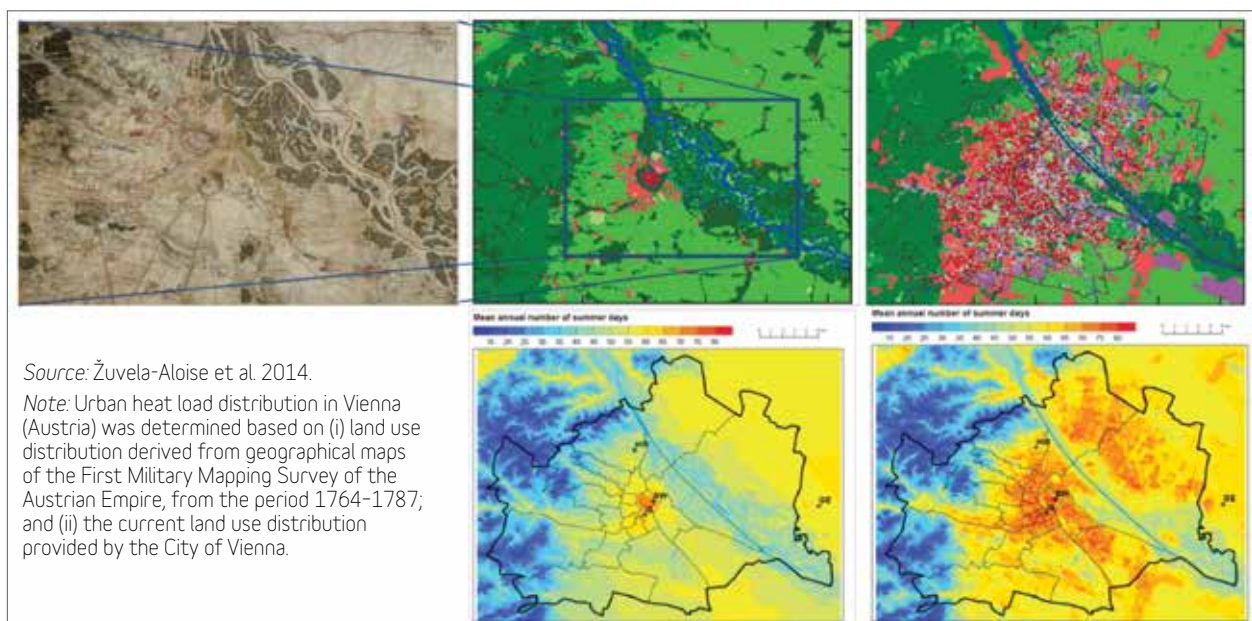 Mean annual number of summer days
Mean annual number of summer days
Source: Žuvela-Aloise et al. 2014.
Note: Urban heat load distribution in Vienna
(Austria) was determined based on (i) land use
distribution derived from geographical maps
of the First Military Mapping Survey of the
Austrian Empire, from the period 1764–1787;
and (ii) the current land use distribution
provided by the City of Vienna.